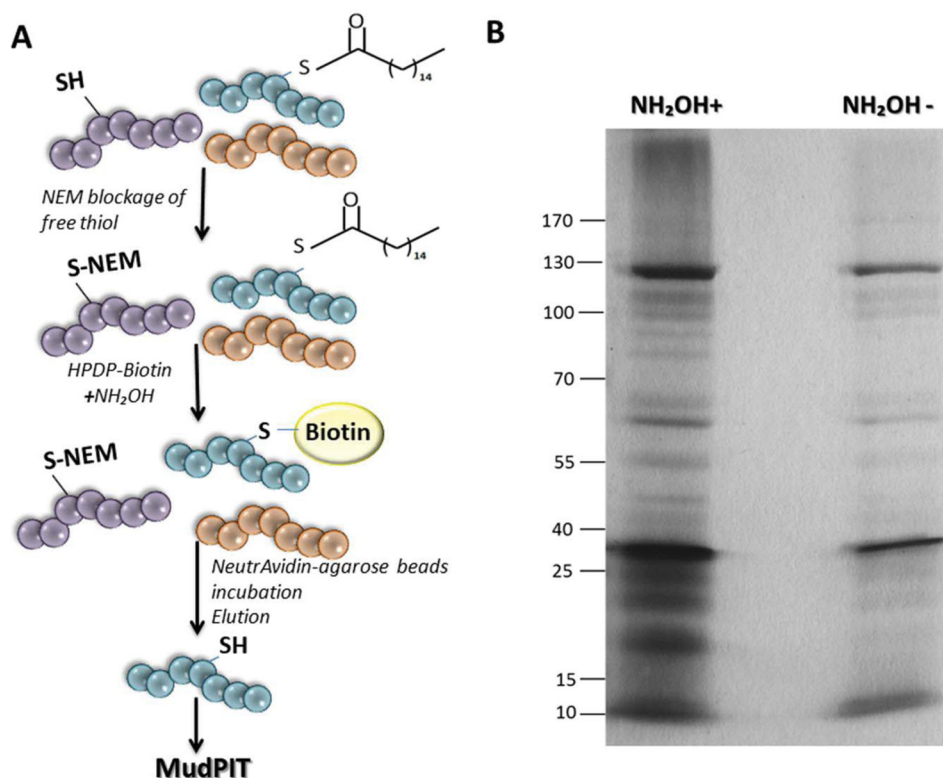 A
O
S
( )14
SH
NEM blockage of
free thiol
O
S
( )14
S-NEM
HPDP-Biotin
+NH₂OH
S
Biotin
S-NEM
NeutrAvidin-agarose beads
incubation
Elution
SH
MudPIT
B
NH₂OH+ NH₂OH -
170
130
100
70
55
40
25
15
10